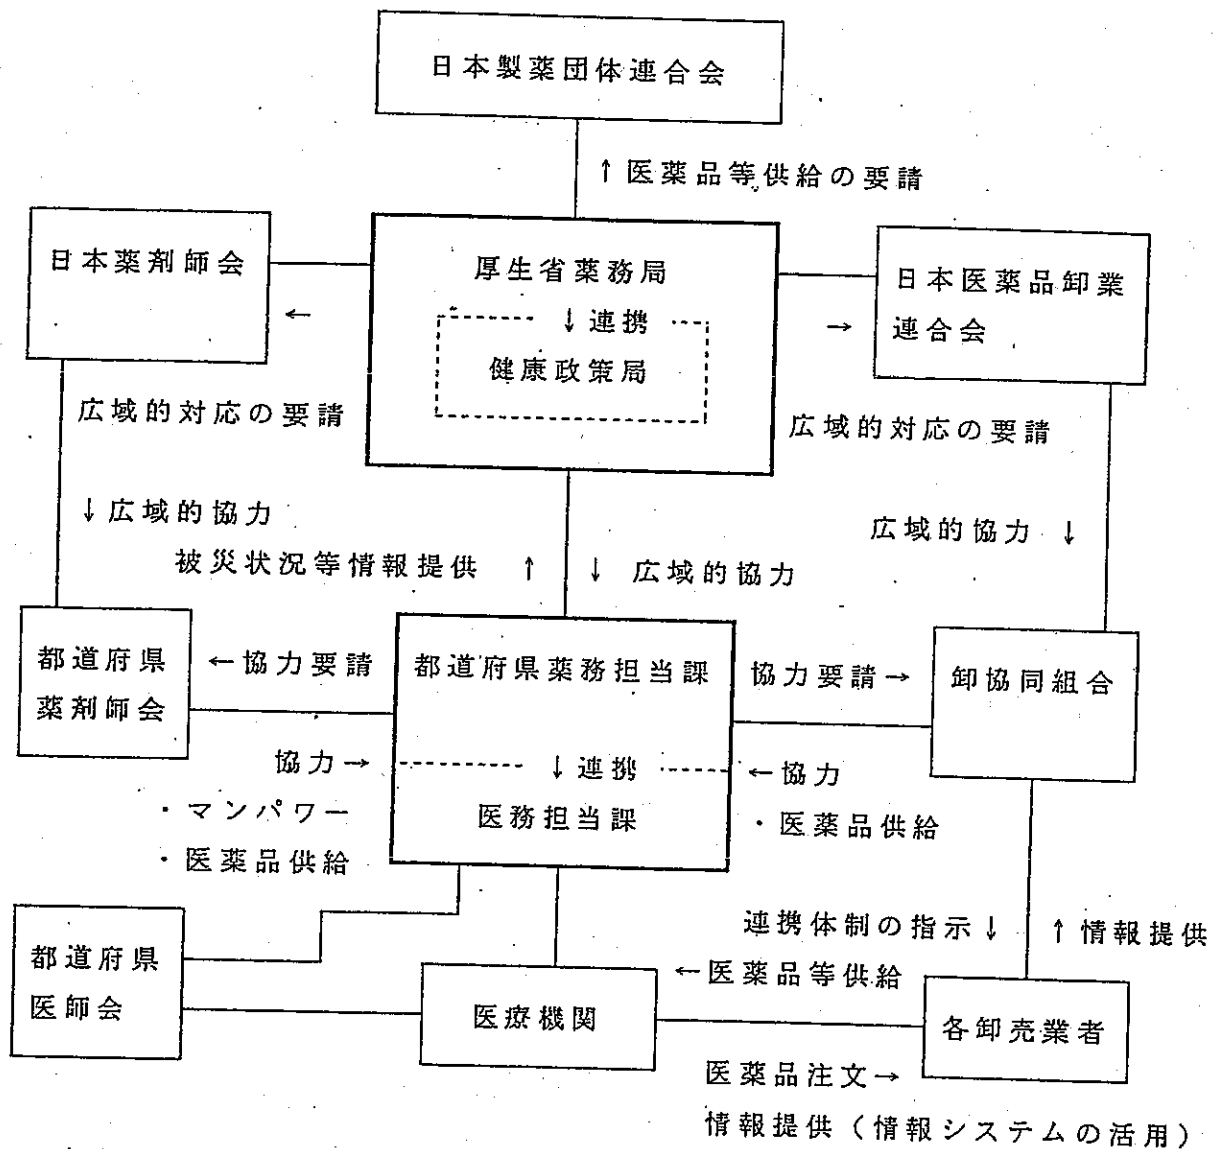 日本製薬団体連合会
↑医薬品等供給の要請
日本薬剤師会
厚生省薬務局
日本医薬品卸業
連合会
↓連携
←
→
健康政策局
広域的対応の要請
広域的対応の要請
↓広域的協力
広域的協力↓
被災状況等情報提供 ↑
↓ 広域的協力
都道府県
薬剤師会
←協力要請
都道府県薬務担当課
協力要請→
卸協同組合
協力→
・マンパワー
・医薬品供給
↓連携
医務担当課
←協力
・医薬品供給
連携体制の指示↓
↑情報提供
都道府県
医師会
←医薬品等供給
医療機関
各卸売業者
医薬品注文→
情報提供（情報システムの活用）